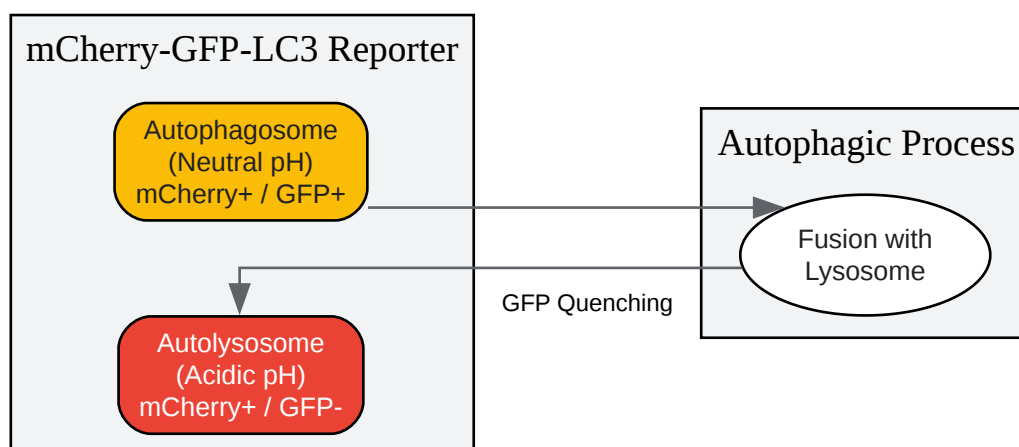 mCherry-GFP-LC3 Reporter
Autophagosome
(Neutral pH)
mCherry+ / GFP+
Autophagic Process
Fusion with
Lysosome
GFP Quenching
Autolysosome
(Acidic pH)
mCherry+ / GFP-